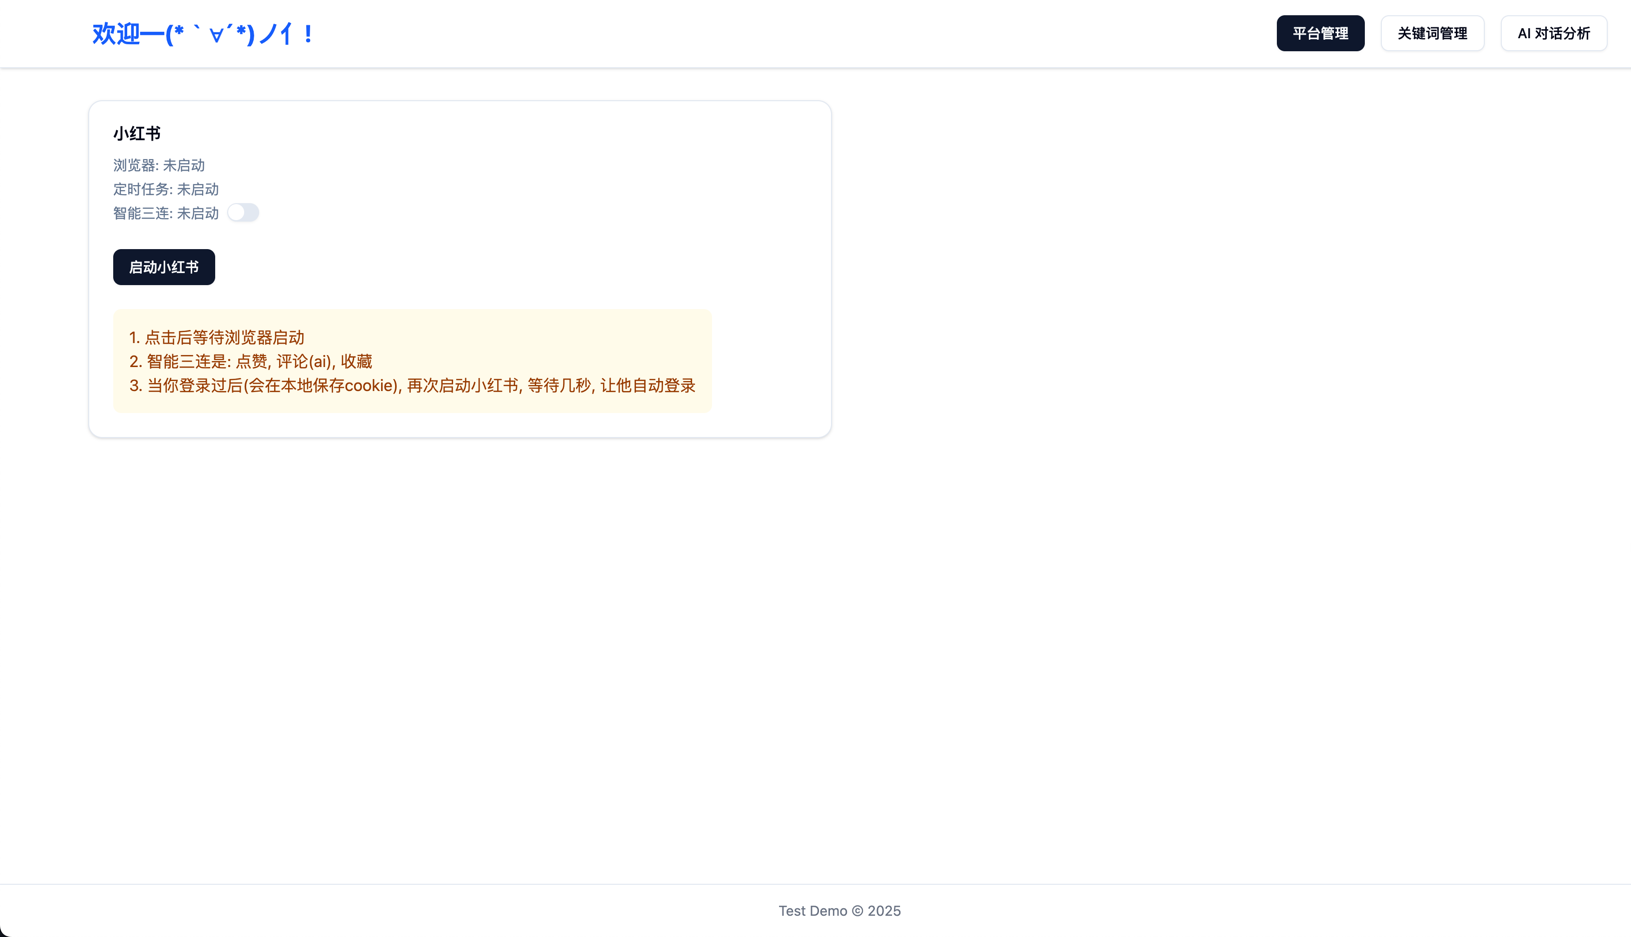 欢迎━(*｀∀´*)ノ亻!
平台管理
关键词管理
AI 对话分析
小红书
浏览器: 未启动
定时任务: 未启动
智能三连: 未启动
启动小红书
1. 点击后等待浏览器启动
2. 智能三连是: 点赞, 评论(ai), 收藏
3. 当你登录过后(会在本地保存cookie), 再次启动小红书, 等待几秒, 让他自动登录
Test Demo © 2025